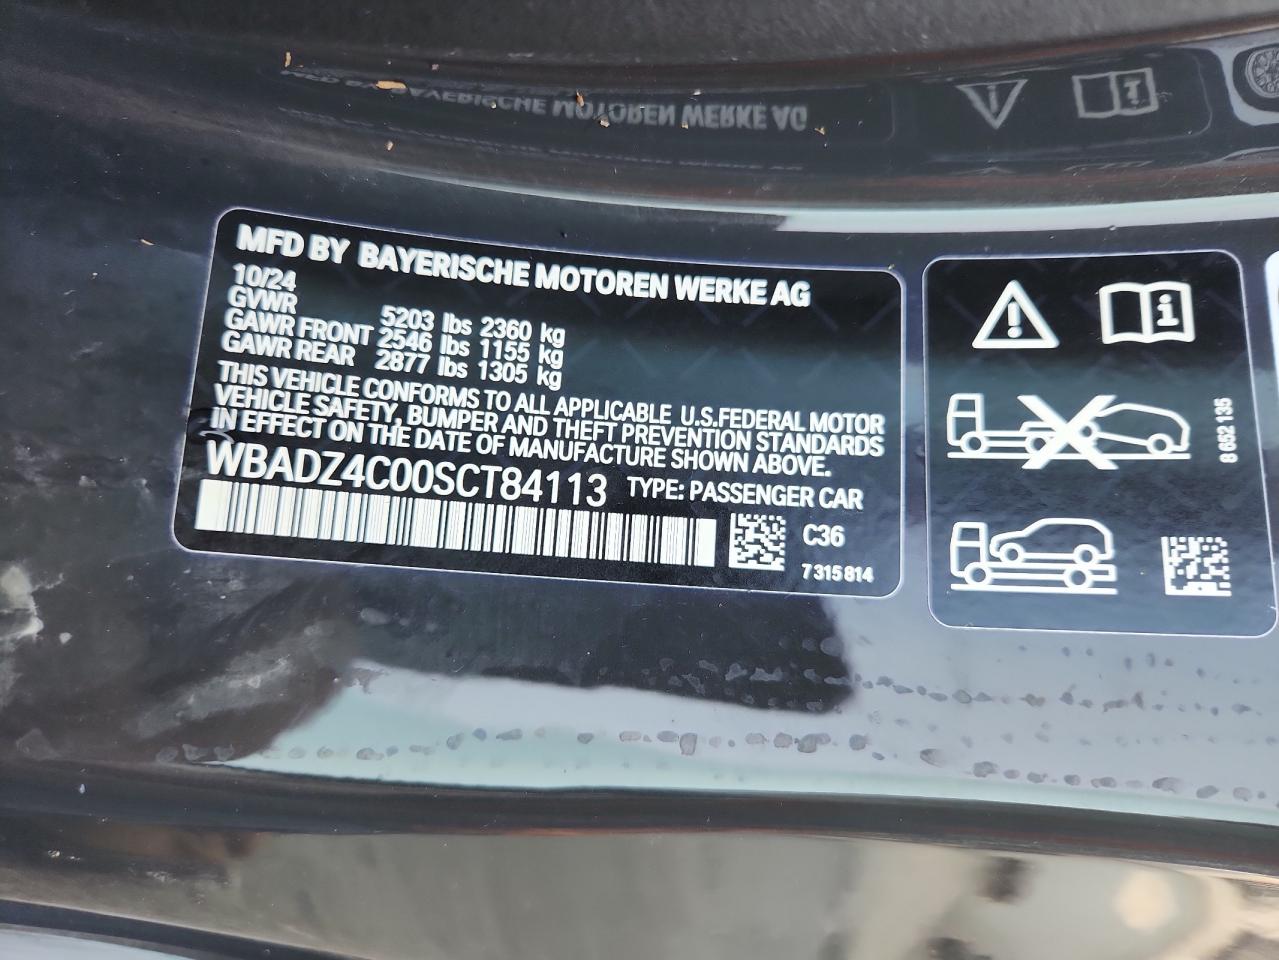 MFD BY BAYERISCHE MOTOREN WERKE AG
10/24
GVWR 5203 lbs 2360 kg
GAWR FRONT 2546 lbs 1155 kg
GAWR REAR 2877 lbs 1305 kg
THIS VEHICLE CONFORMS TO ALL APPLICABLE U.S.FEDERAL MOTOR
VEHICLE SAFETY, BUMPER AND THEFT PREVENTION STANDARDS
IN EFFECT ON THE DATE OF MANUFACTURE SHOWN ABOVE.
WBADZ4C00SCT84113 TYPE: PASSENGER CAR
C36
7 315 814
8 652 135
BAYERISCHE MOTOREN WERKE AG